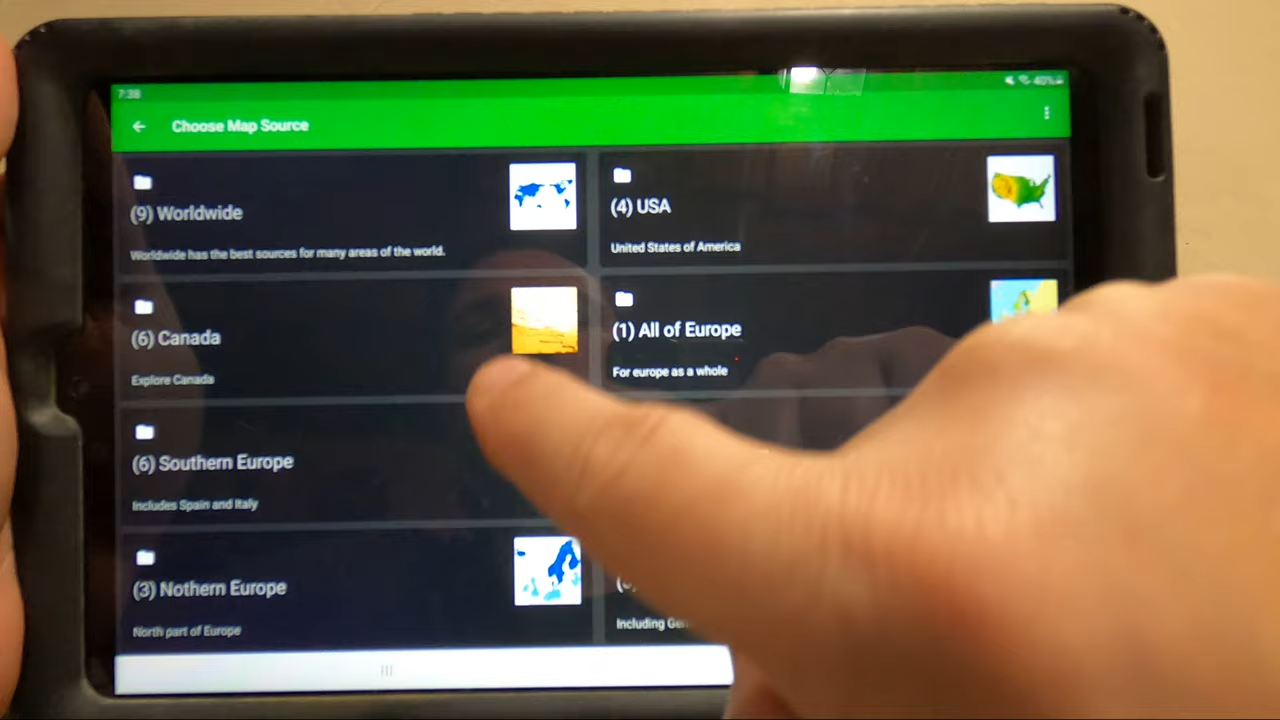 7:38
40%
Choose Map Source
(9) Worldwide
Worldwide has the best sources for many areas of the world.
(4) USA
United States of America
(6) Canada
Explore Canada
(1) All of Europe
For europe as a whole
(6) Southern Europe
Includes Spain and Italy
(3) Nothern Europe
North part of Europe
Including